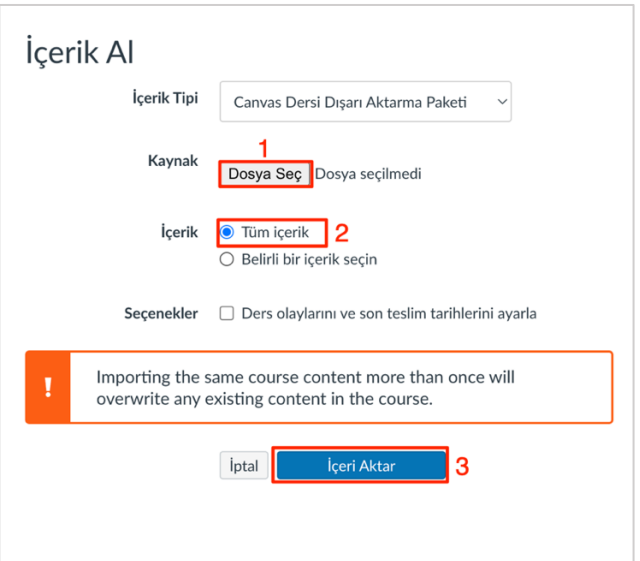 İçerik Al
İçerik Tipi Canvas Dersi Dışarı Aktarma Paketi
1
Kaynak Dosya Seç Dosya seçilmedi
İçerik Tüm içerik 2
Belirli bir içerik seçin
Seçenekler Ders olaylarını ve son teslim tarihlerini ayarla
! Importing the same course content more than once will
overwrite any existing content in the course.
İptal İçeri Aktar 3